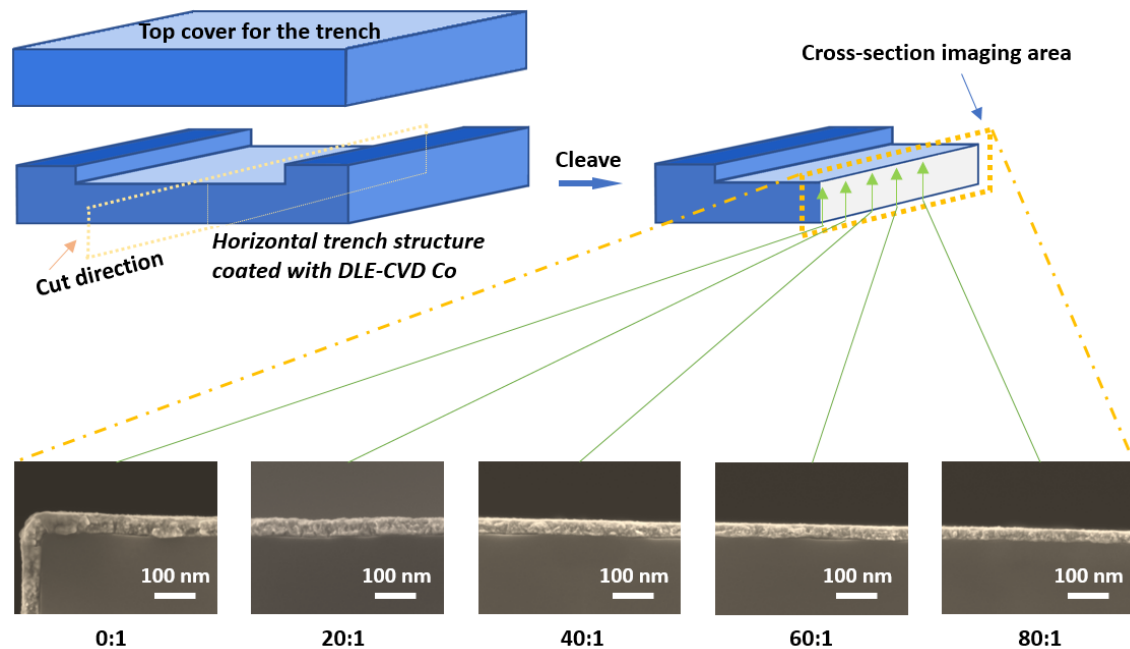 Top cover for the trench
Cross-section imaging area
Cleave
Cut direction
Horizontal trench structure
coated with DLE-CVD Co
100 nm
100 nm
100 nm
100 nm
100 nm
0:1
20:1
40:1
60:1
80:1